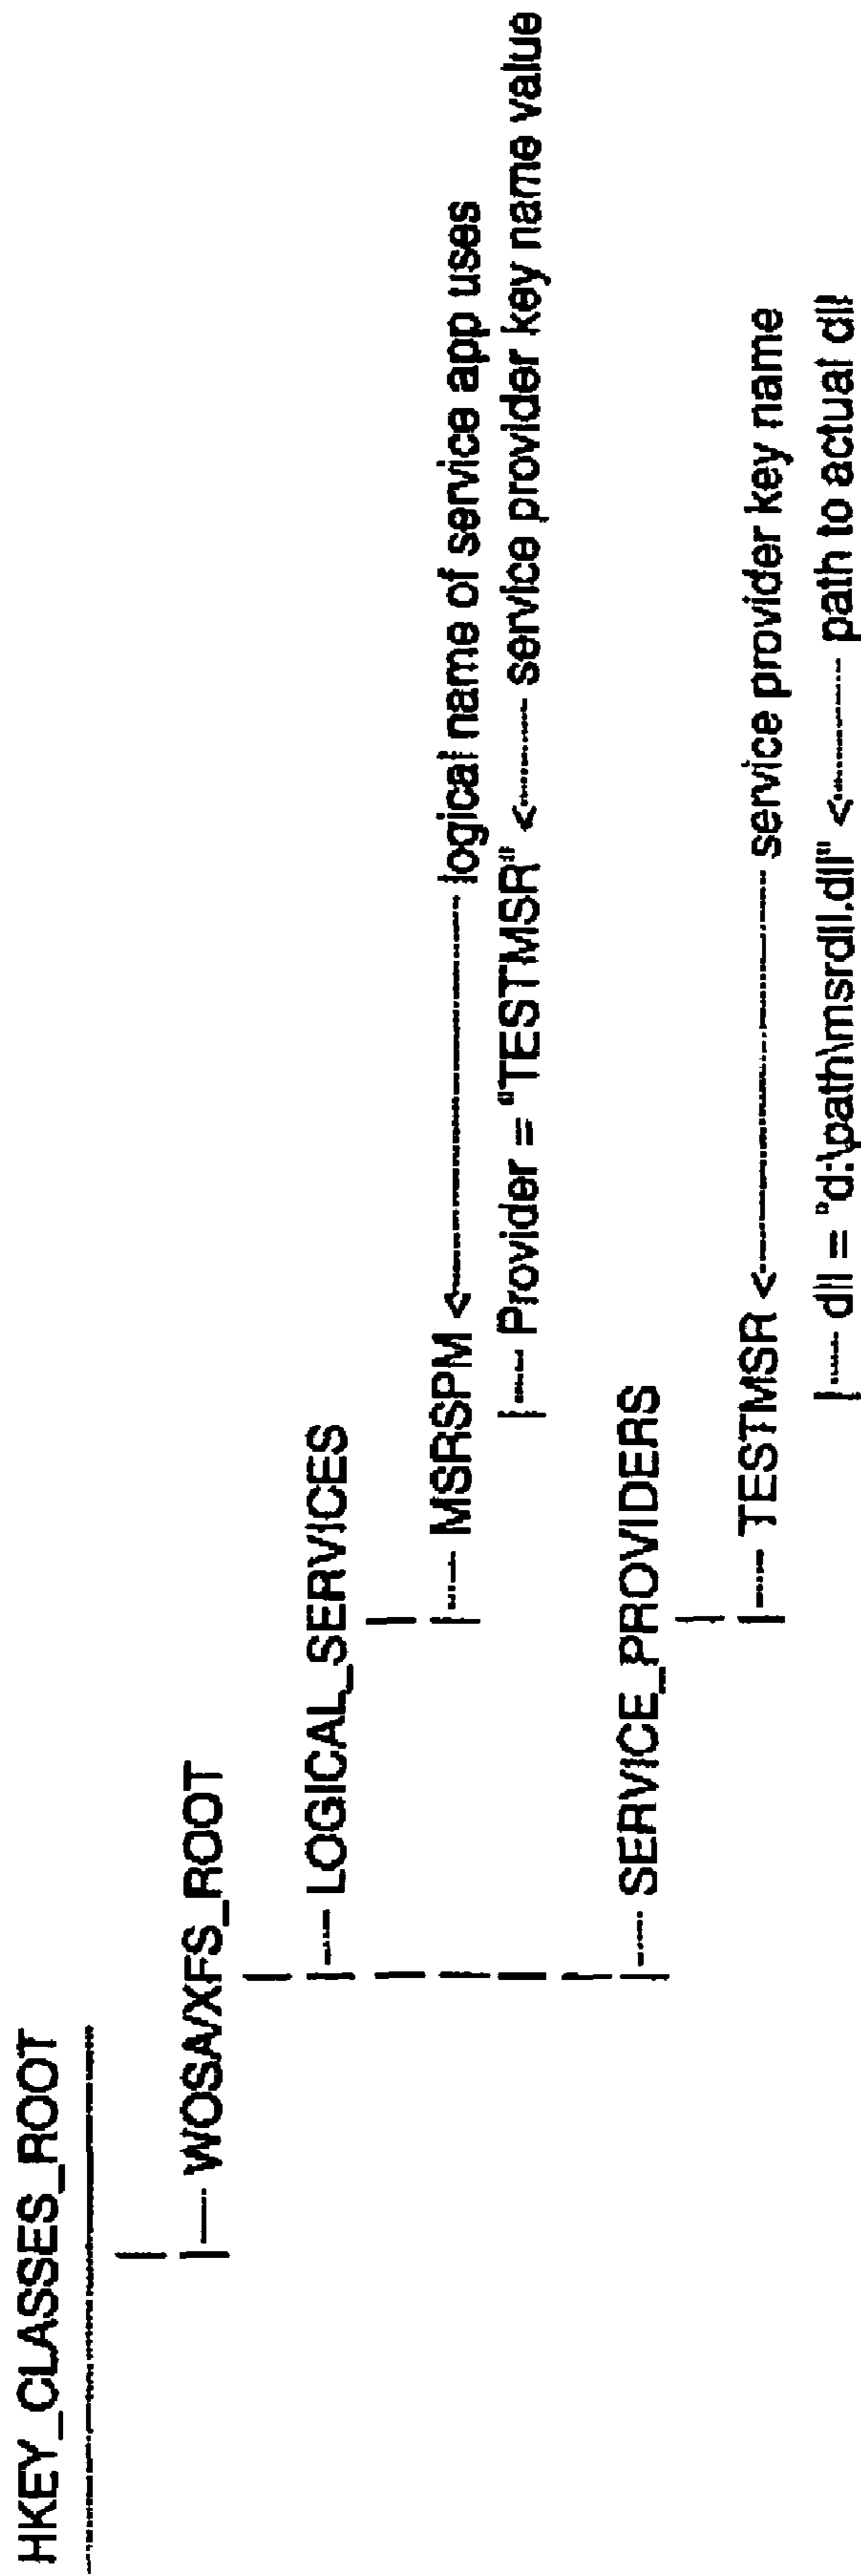 HKEY_CLASSES_ROOT
|---- WOSA/XFS_ROOT
|---- LOGICAL_SERVICES
|---- MSRSPM <---------------- logical name of service app uses
|---- Provider = "TESTMSR" <------- service provider key name value
|---- SERVICE_PROVIDERS
|---- TESTMSR <---------------- service provider key name
|---- dll = "d:\path\msrdll.dll" <--------- path to actual dll